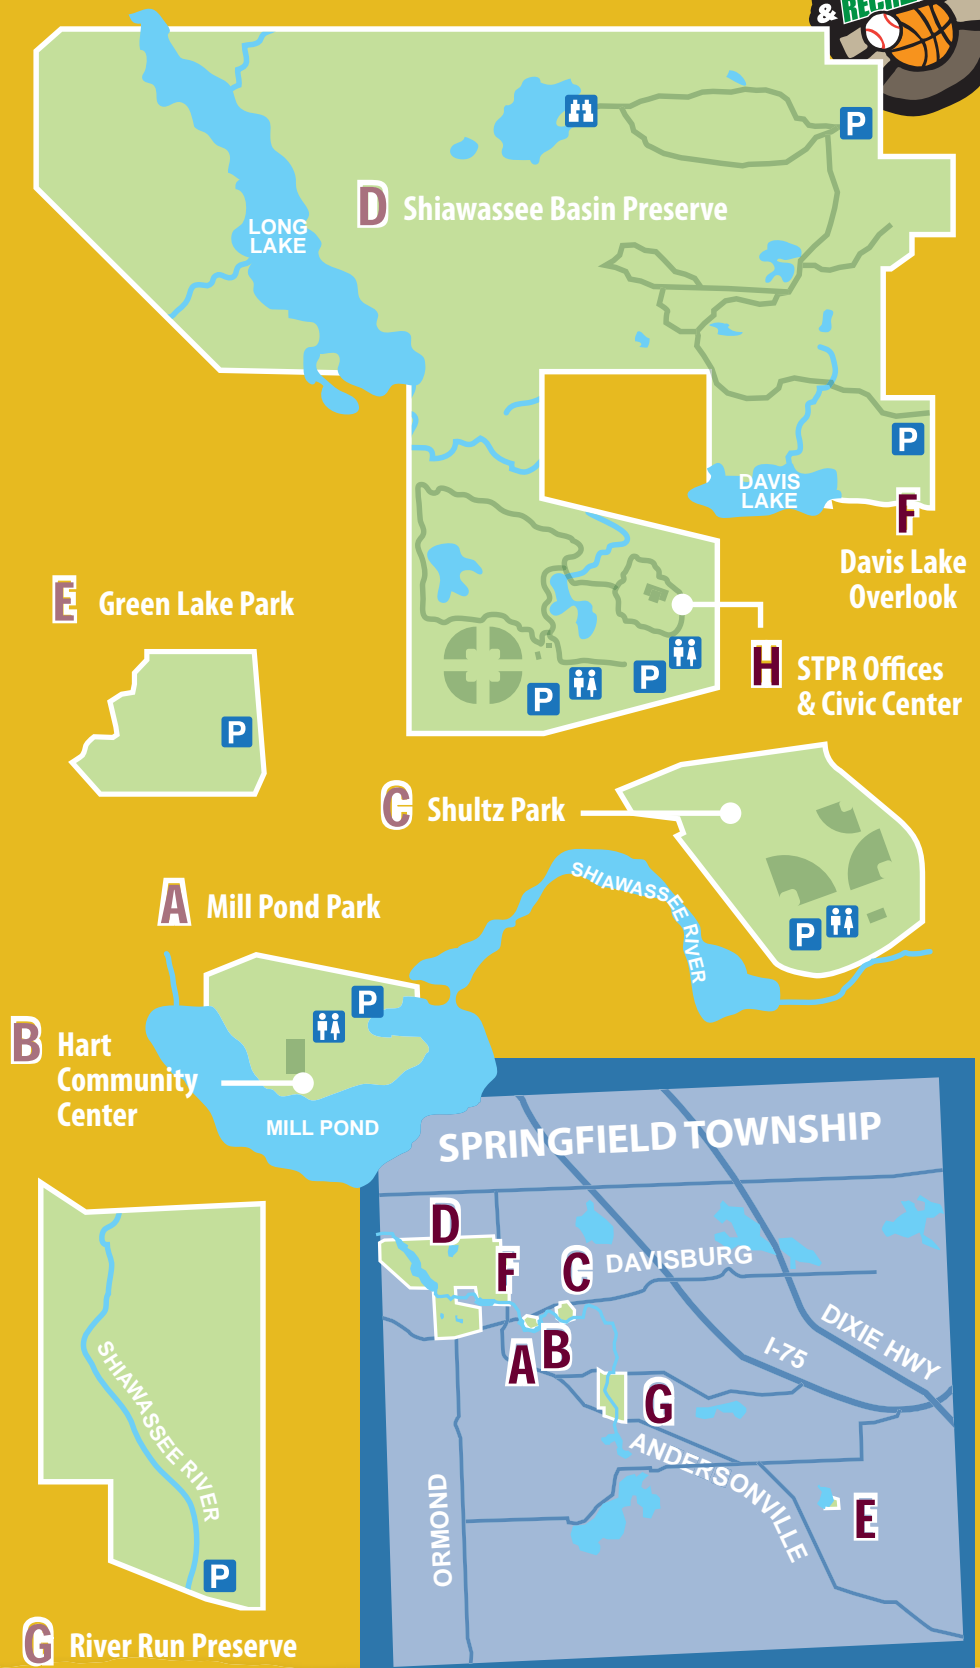 &
LONG
LAKE
D Shiawassee Basin Preserve
P
P
DAVIS
LAKE
F
Davis Lake
Overlook
E Green Lake Park
P
H STPR Offices
& Civic Center
P
P
C Shultz Park
SHIAWASSEE RIVER
P
A Mill Pond Park
P
B Hart
Community
Center
MILL POND
SPRINGFIELD TOWNSHIP
D
F
C
DAVISBURG
A
B
I-75
DIXIE HWY
G
ANDERSONVILLE
ORMOND
E
SHIAWASSEE RIVER
P
G River Run Preserve